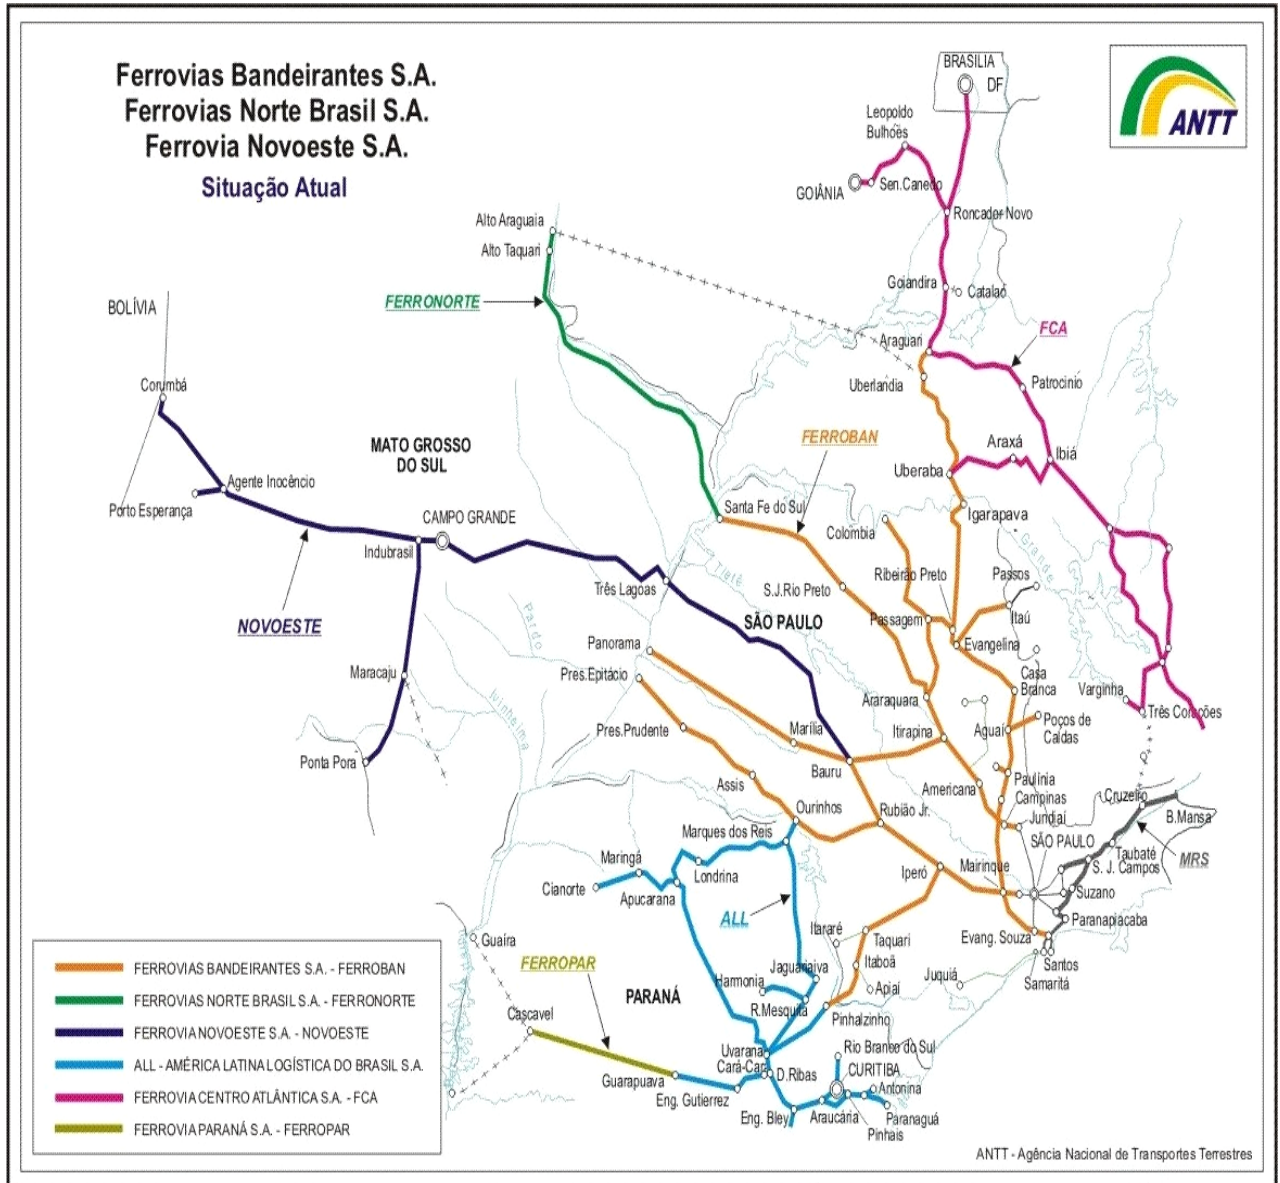 Ferrovias Bandeirantes S.A.
Ferrovias Norte Brasil S.A.
Ferrovia Novoeste S.A.
Situação Atual
BRASILIA
DF
ANTT
Leopoldo
Bulhões
GOIÂNIA
Sen.Canedo
Roncador Novo
Alto Araguaia
Alto Taquari
FERRONORTE
Goiandira
Catalão
BOLÍVIA
FCA
Araguari
Uberlândia
Patrocinió
Corumbá
MATO GROSSO
DO SUL
FERROBAN
Araxá
Ibiá
Uberaba
Agente Inocêncio
Porto Esperança
Santa Fe do Sul
Igarapava
CAMPO GRANDE
Colômbia
Indubrasil
Grande
Tietê
Ribeirão Preto
Passos
Três Lagoas
S.J.Rio Preto
Itaú
SÃO PAULO
Passagem
NOVOESTE
Pardo
Panorama
Evangelina
Pres.Epitácio
Maracaju
Casa
Branca
Ivinheima
Araraquara
Varginha
Três Corações
Pres.Prudente
Marília
Itirapina
Aguaí
Poços de
Caldas
Ponta Porã
Bauru
Assis
Americana
Paulínia
Campinas
Cruzeiro
Ourinhos
Rubião Jr.
Jundiaí
B.Mansa
Marques dos Reis
SÃO PAULO
Taubaté
MRS
Maringá
Londrina
Iperó
Mairinque
S. J. Campos
Cianorte
Apucarana
Suzano
ALL
Itararé
Paranapiacaba
Guaíra
Taquari
Evang. Souza
FERROPAR
Itaboã
Santos
Jaguariaiva
Juquiá
Samaritá
Harmonia
Apiaí
PARANÁ
R.Mesquita
Cascavel
Pinhalzinho
Uvarana
Rio Branco do Sul
Cará-Cará
CURITIBA
Guarapuava
D.Ribas
Antonina
Eng. Gutierrez
Araucária
Paranaguá
Eng. Bley
Pinhais
FERROVIAS BANDEIRANTES S.A. - FERROBAN
FERROVIAS NORTE BRASIL S.A. - FERRONORTE
FERROVIA NOVOESTE S.A. - NOVOESTE
ALL - AMÉRICA LATINA LOGÍSTICA DO BRASIL S.A.
FERROVIA CENTRO ATLÂNTICA S.A. - FCA
FERROVIA PARANÁ S.A. - FERROPAR
ANTT - Agência Nacional de Transportes Terrestres